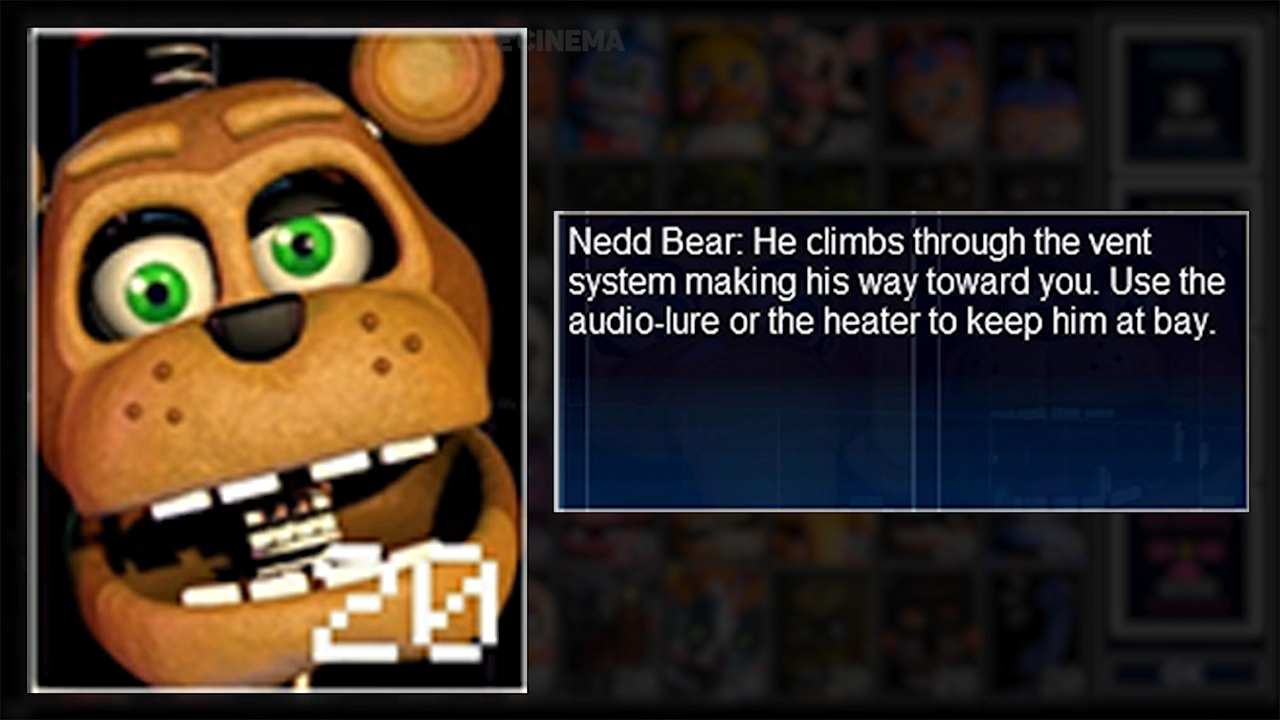 E CINEMA
Nedd Bear: He climbs through the vent
system making his way toward you. Use the
audio-lure or the heater to keep him at bay.
20